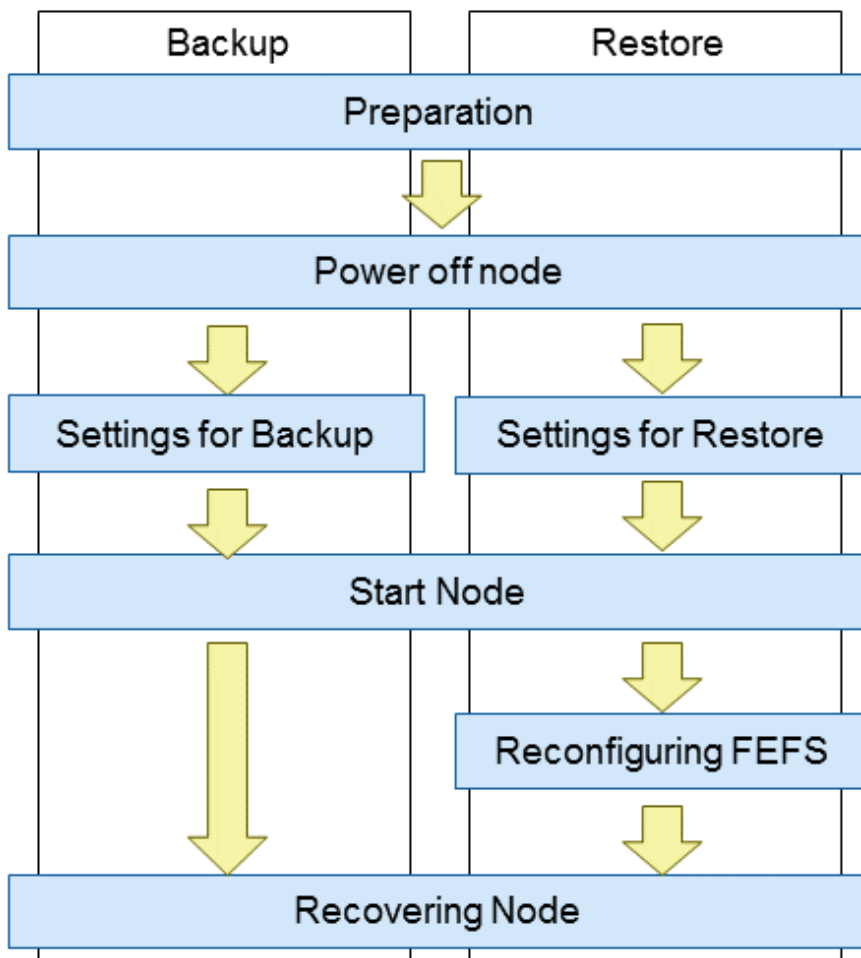 Backup
Restore
Preparation
Power off node
Settings for Backup
Settings for Restore
Start Node
Reconfiguring FEFS
Recovering Node